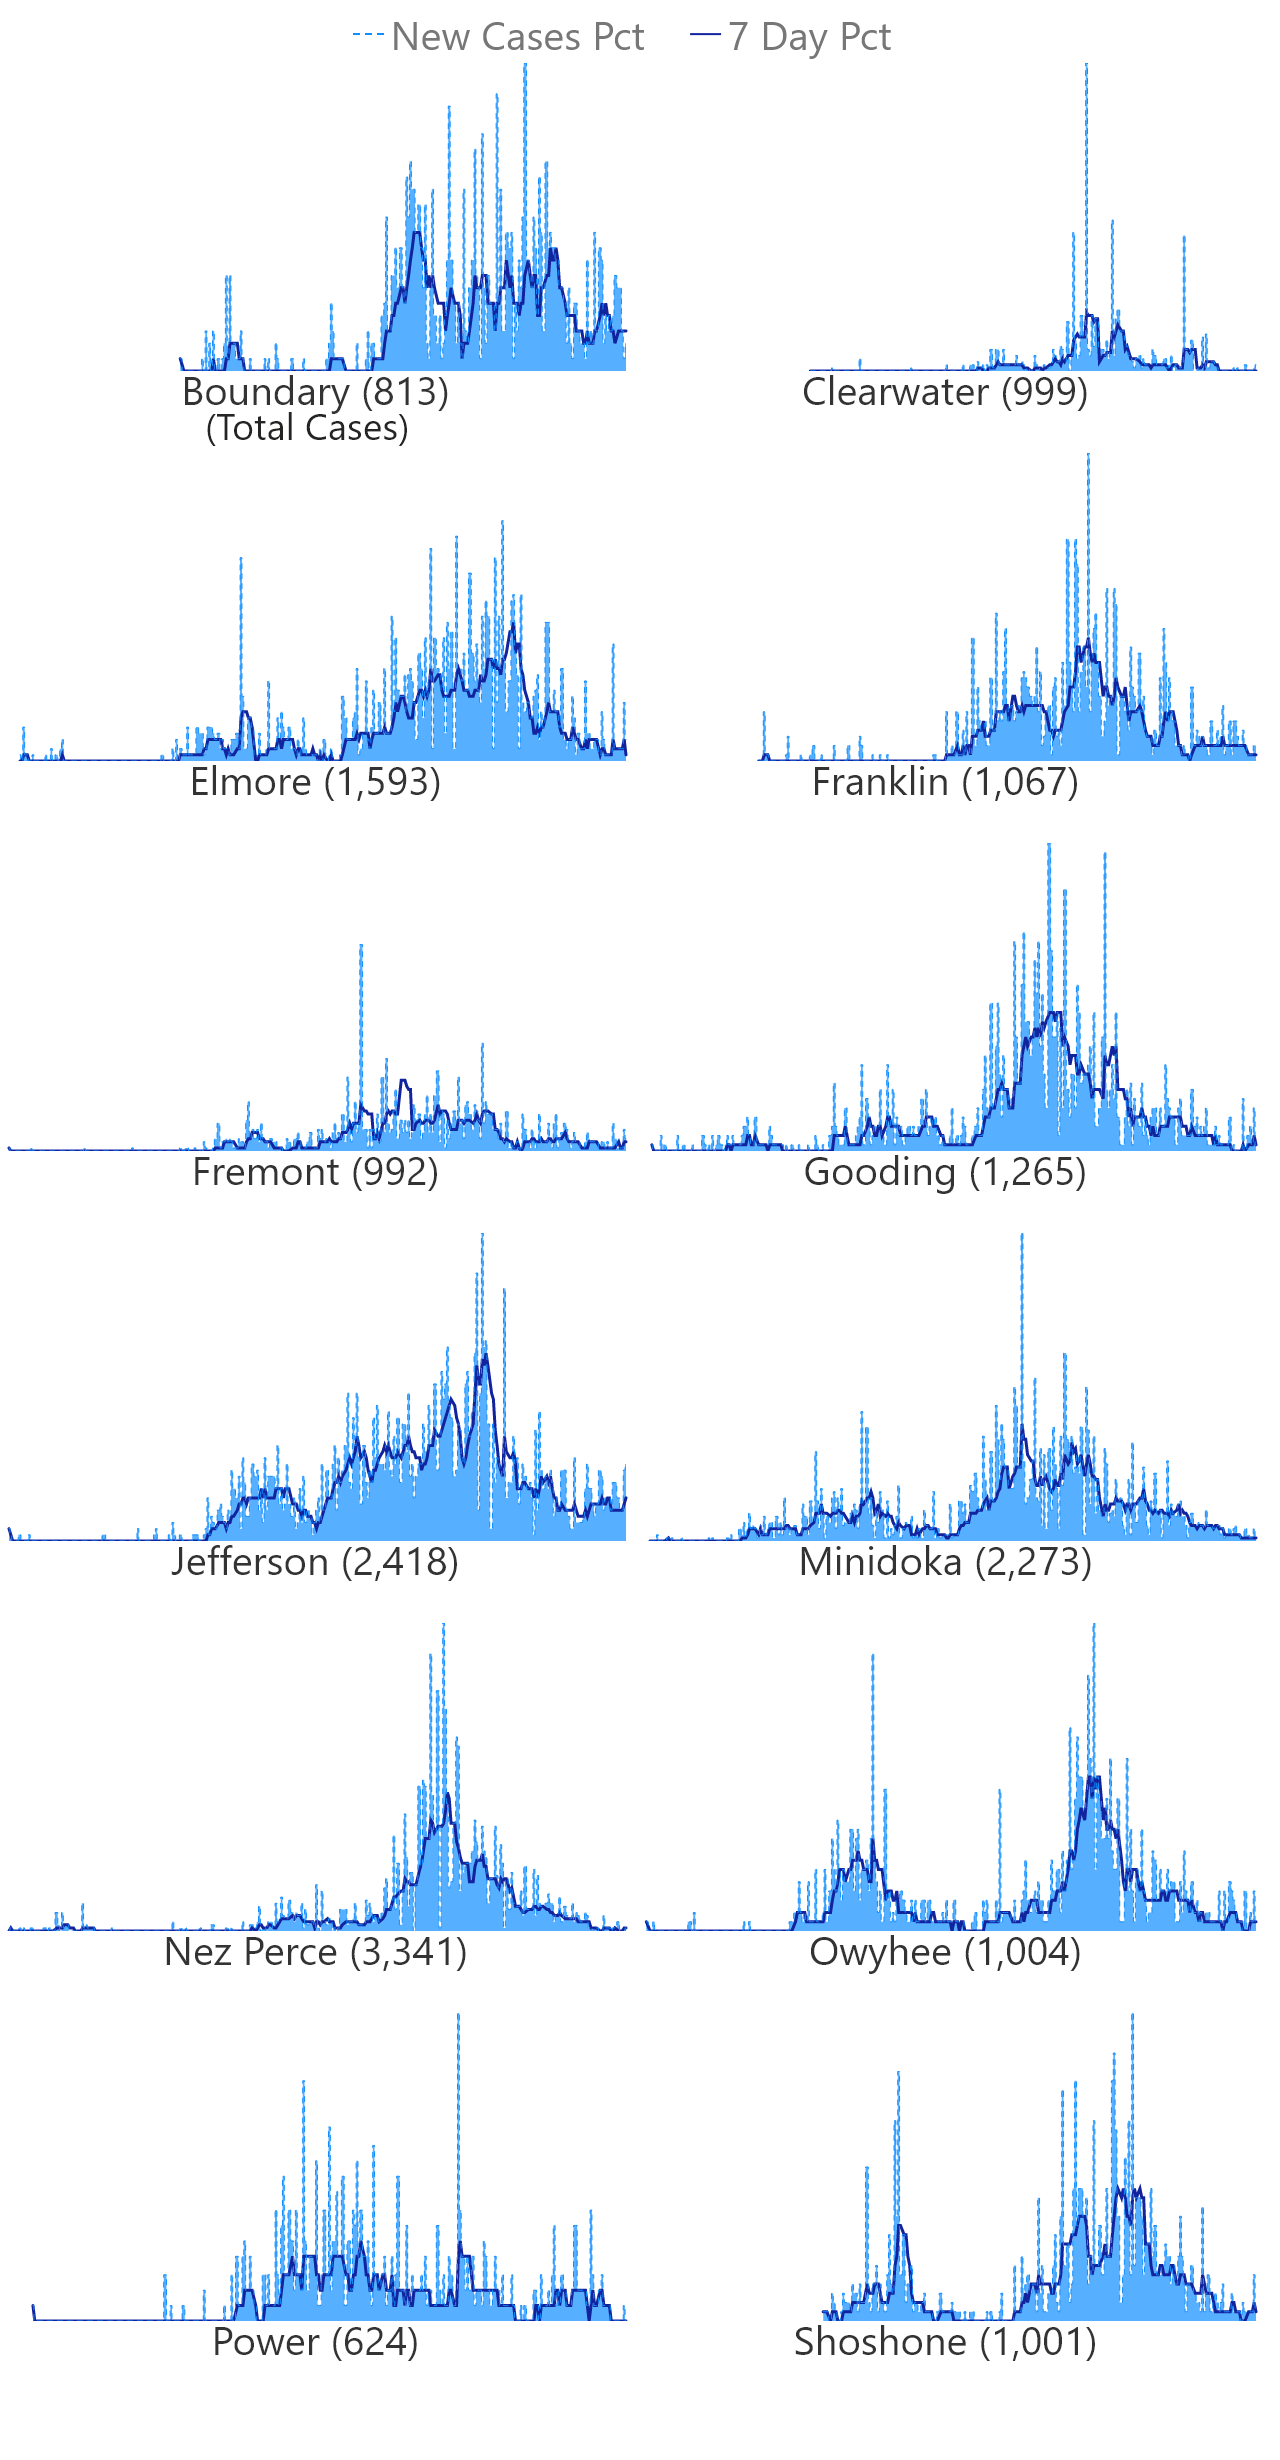 New Cases Pct 7 Day Pct
Boundary (813) Clearwater (999)
(Total Cases)
Elmore (1,593) Franklin (1,067)
Fremont (992) Gooding (1,265)
Jefferson (2,418) Minidoka (2,273)
Nez Perce (3,341) Owyhee (1,004)
Power (624) Shoshone (1,001)